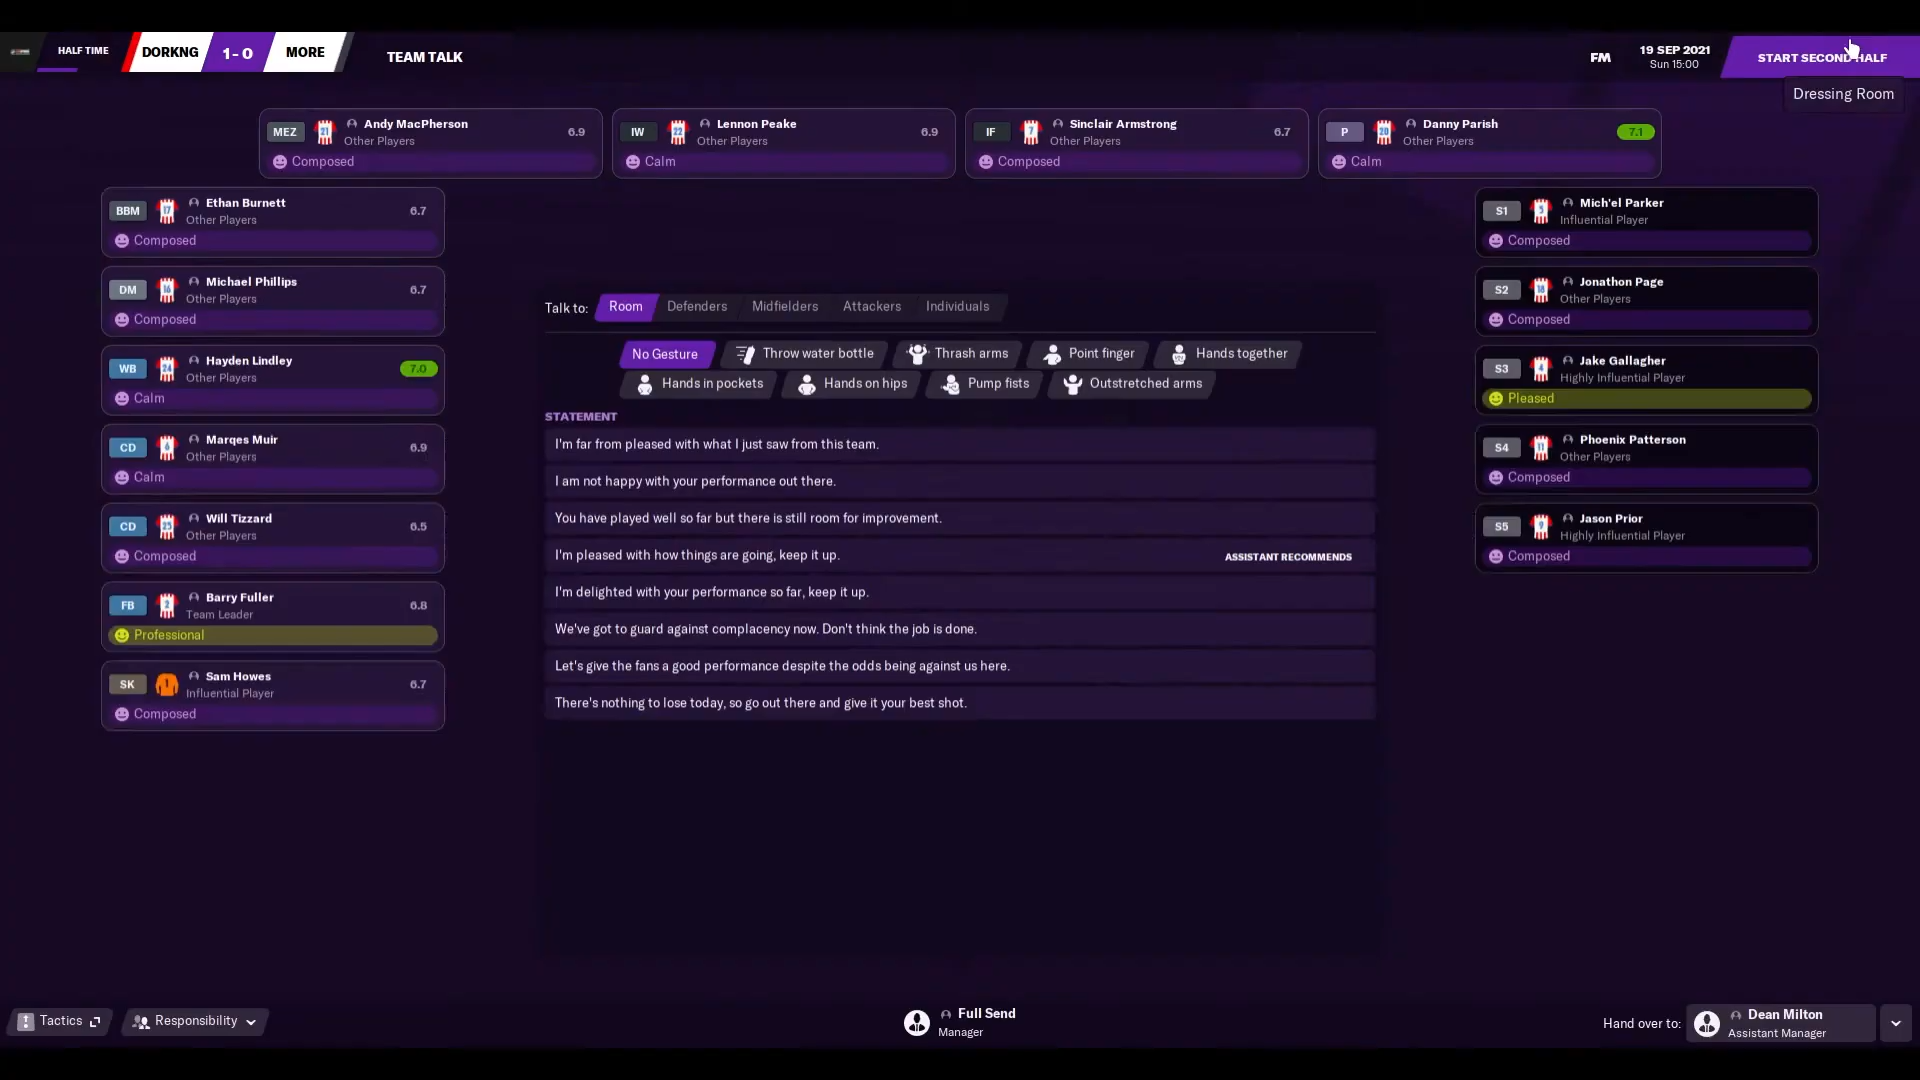 HALF TIME
DORKNG
1 - 0
MORE
TEAM TALK
FM
19 SEP 2021
Sun 15:00
START SECOND HALF
Dressing Room
MEZ
21
Andy MacPherson
Other Players
6.9
Composed
IW
22
Lennon Peake
Other Players
6.9
Calm
IF
7
Sinclair Armstrong
Other Players
6.7
Composed
P
20
Danny Parish
Other Players
7.1
Calm
BBM
17
Ethan Burnett
Other Players
6.7
Composed
DM
16
Michael Phillips
Other Players
6.7
Composed
WB
24
Hayden Lindley
Other Players
7.0
Calm
CD
6
Marqes Muir
Other Players
6.9
Calm
CD
Will Tizzard
Other Players
6.5
Composed
FB
2
Barry Fuller
Team Leader
6.8
Professional
SK
1
Sam Howes
Influential Player
6.7
Composed
Talk to:
Room
Defenders
Midfielders
Attackers
Individuals
No Gesture
Throw water bottle
Thrash arms
Point finger
Hands together
Hands in pockets
Hands on hips
Pump fists
Outstretched arms
STATEMENT
I'm far from pleased with what I just saw from this team.
I am not happy with your performance out there.
You have played well so far but there is still room for improvement.
I'm pleased with how things are going, keep it up.
ASSISTANT RECOMMENDS
I'm delighted with your performance so far, keep it up.
We've got to guard against complacency now. Don't think the job is done.
Let's give the fans a good performance despite the odds being against us here.
There's nothing to lose today, so go out there and give it your best shot.
S1
Mich'el Parker
Influential Player
Composed
S2
18
Jonathon Page
Other Players
Composed
S3
4
Jake Gallagher
Highly Influential Player
Pleased
S4
11
Phoenix Patterson
Other Players
Composed
S5
9
Jason Prior
Highly Influential Player
Composed
Tactics
Responsibility
Full Send
Manager
Hand over to:
Dean Milton
Assistant Manager